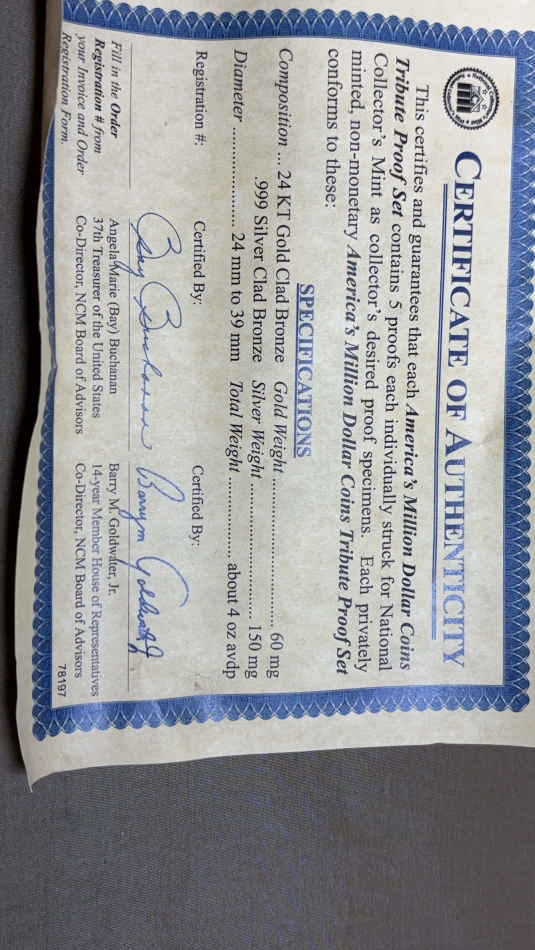 CERTIFICATE OF AUTHENTICITY
This certifies and guarantees that each America's Million Dollar Coins
Tribute Proof Set contains 5 proofs each individually struck for National
Collector's Mint as collector's desired proof specimens. Each privately
minted, non-monetary America's Million Dollar Coins Tribute Proof Set
conforms to these:
SPECIFICATIONS
Composition ... 24 KT Gold Clad Bronze Gold Weight .................................. 60 mg
.999 Silver Clad Bronze Silver Weight .............................. 150 mg
Diameter ...................... 24 mm to 39 mm Total Weight ................. about 4 oz avdp
Registration #: Certified By: Certified By:
Bay Buchanan Barry M Goldwater Jr
Fill in the Order Angela Marie (Bay) Buchanan Barry M. Goldwater, Jr.
Registration # from 37th Treasurer of the United States 14-year Member House of Representatives
your Invoice and Order Co-Director, NCM Board of Advisors Co-Director, NCM Board of Advisors
Registration Form. 78197